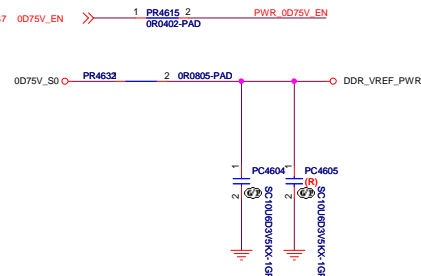 0D75V_EN 1 PR4615 2 PWR_0D75V_EN
0R0402-PAD
0D75V_S0 PR4632 2 0R0805-PAD DDR_VREF_PWR
1 PC4604 1 PC4605
(R)
2 2
SC10U6D3V5KX-1GP SC10U6D3V5KX-1GP